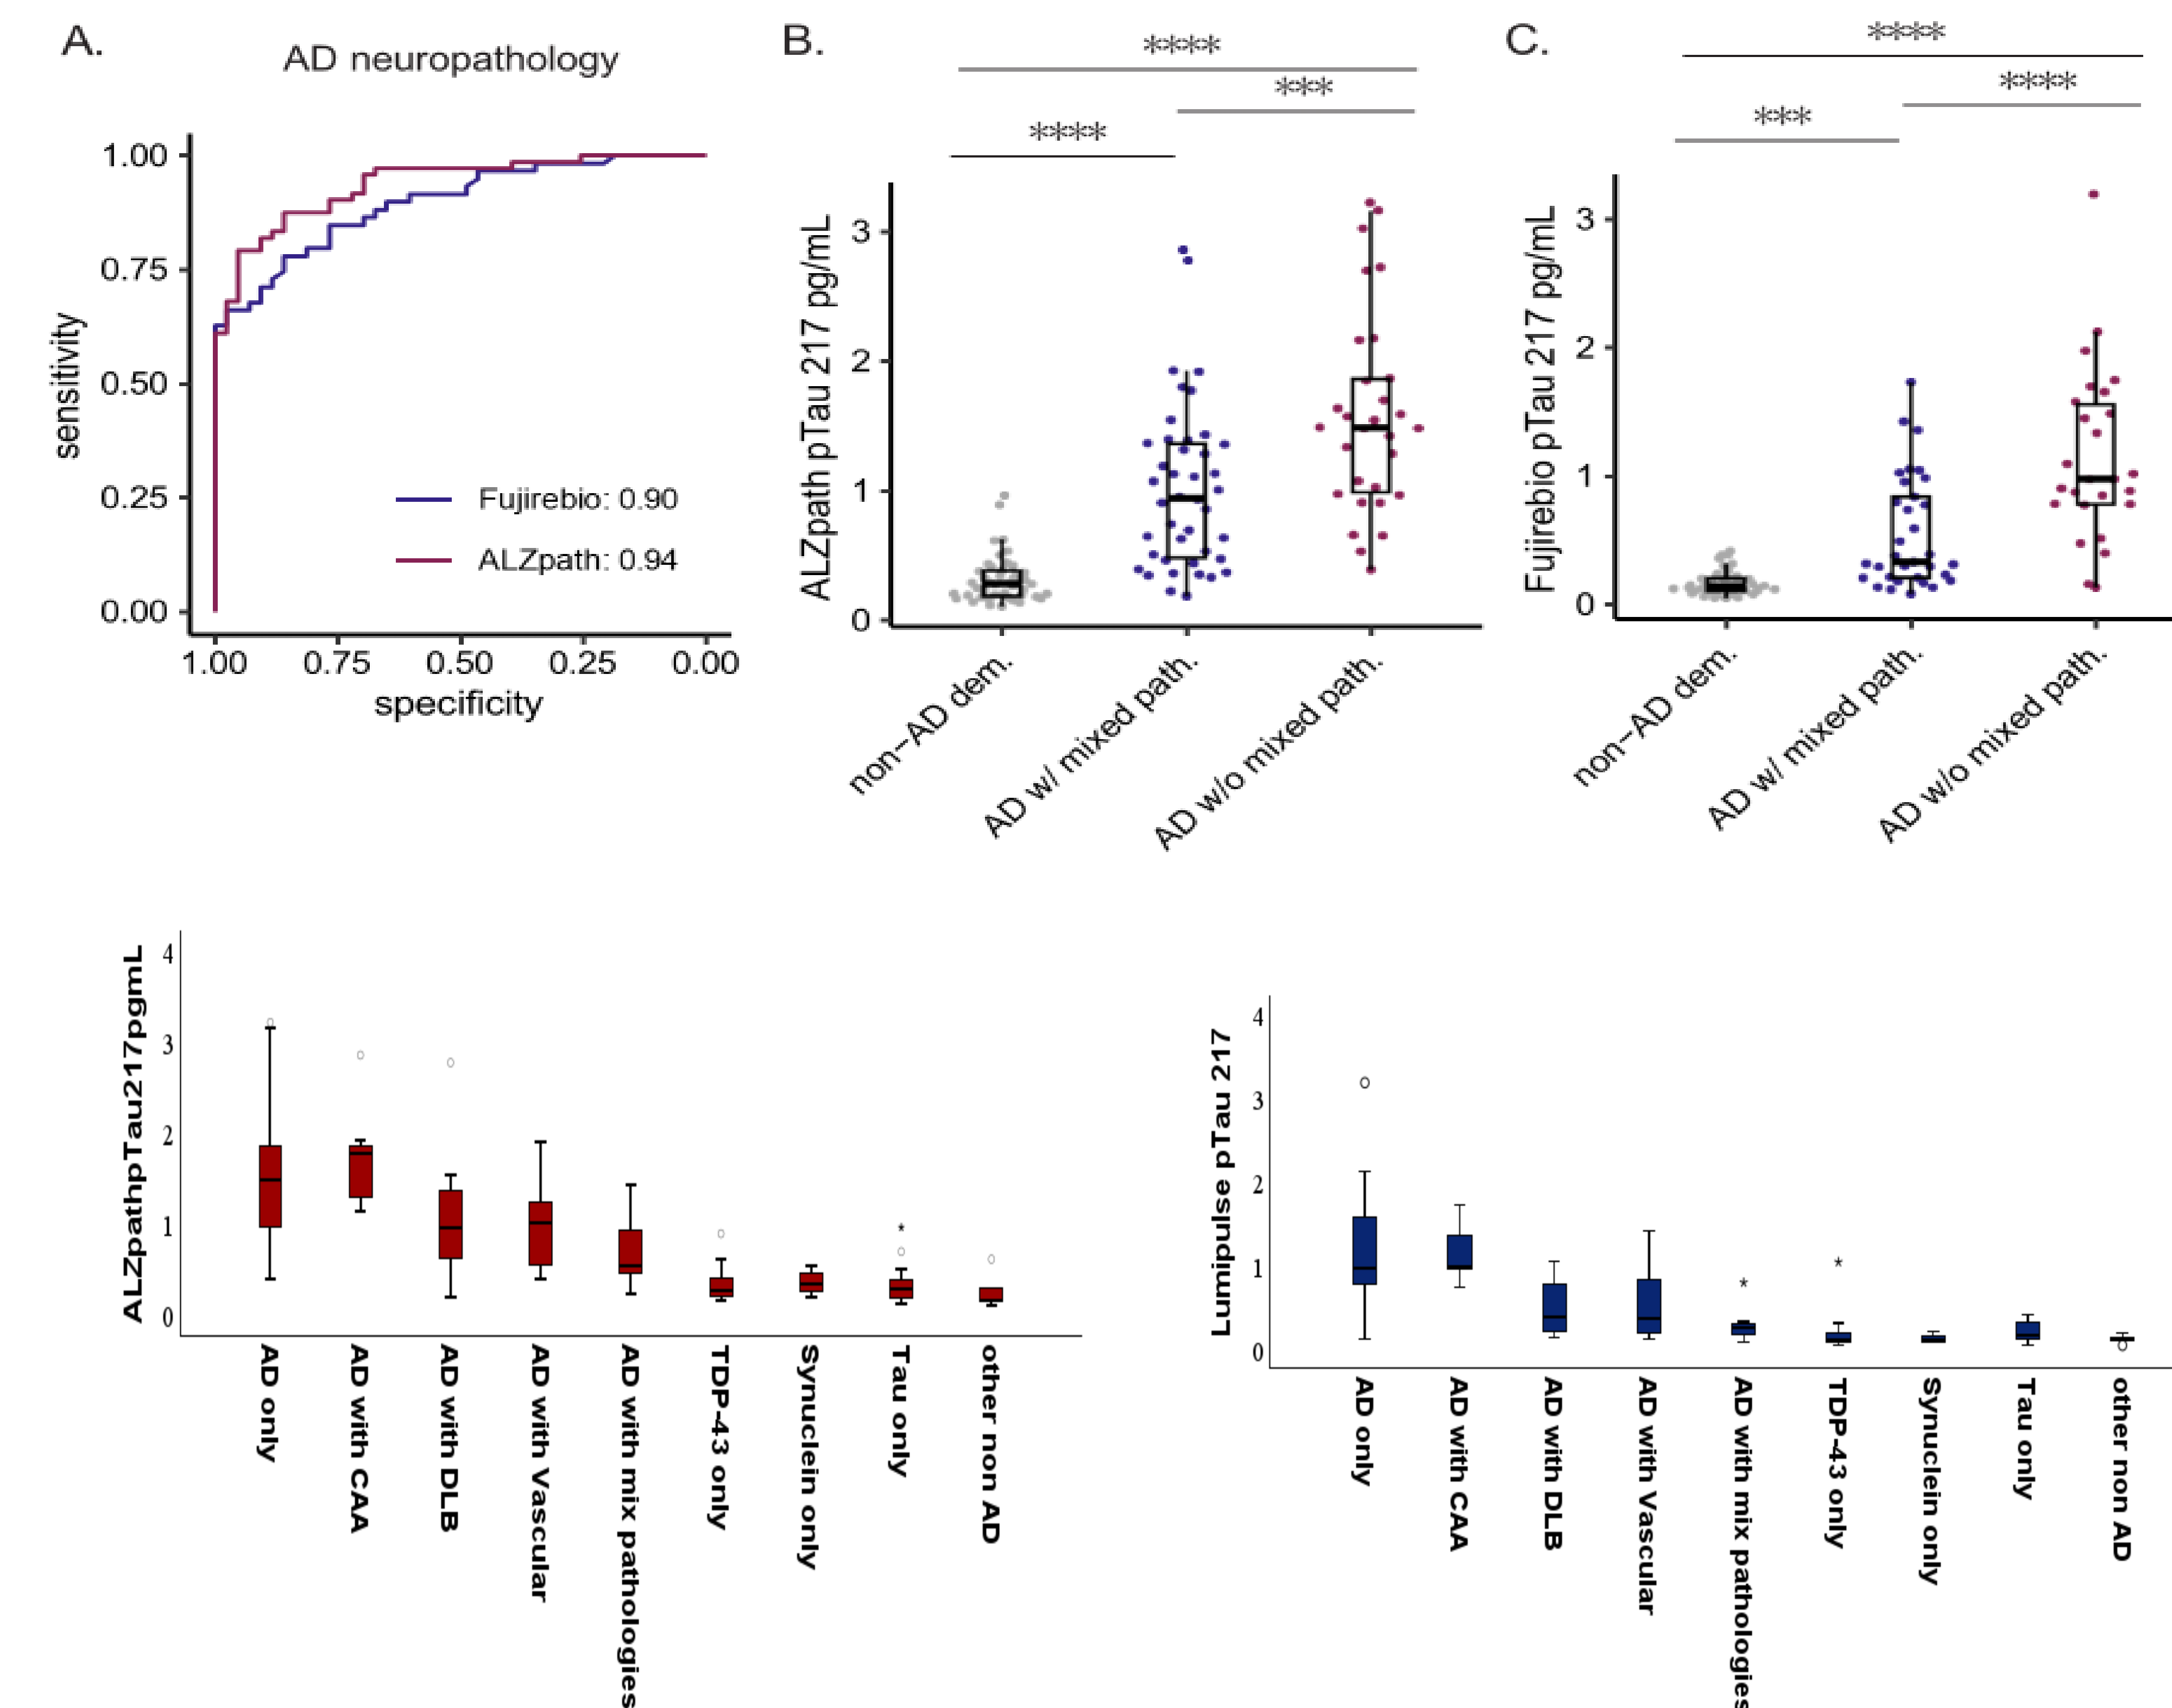 A.
AD neuropathology
sensitivity
1.00
0.75
0.50
0.25
0.00
Fujirebio: 0.90
ALZpath: 0.94
1.00 0.75 0.50 0.25 0.00
specificity
B.
****
***
****
ALZpath pTau 217 pg/mL
3
2
1
0
non-AD dem.
AD w/ mixed path.
AD w/o mixed path.
C.
****
****
***
Fujirebio pTau 217 pg/mL
3
2
1
0
non-AD dem.
AD w/ mixed path.
AD w/o mixed path.
ALZpathpTau217pgmL
4
3
2
1
0
AD only
AD with CAA
AD with DLB
AD with Vascular
AD with mix pathologies
TDP-43 only
Synuclein only
Tau only
other non AD
Lumipulse pTau 217
4
3
2
1
0
AD only
AD with CAA
AD with DLB
AD with Vascular
AD with mix pathologies
TDP-43 only
Synuclein only
Tau only
other non AD